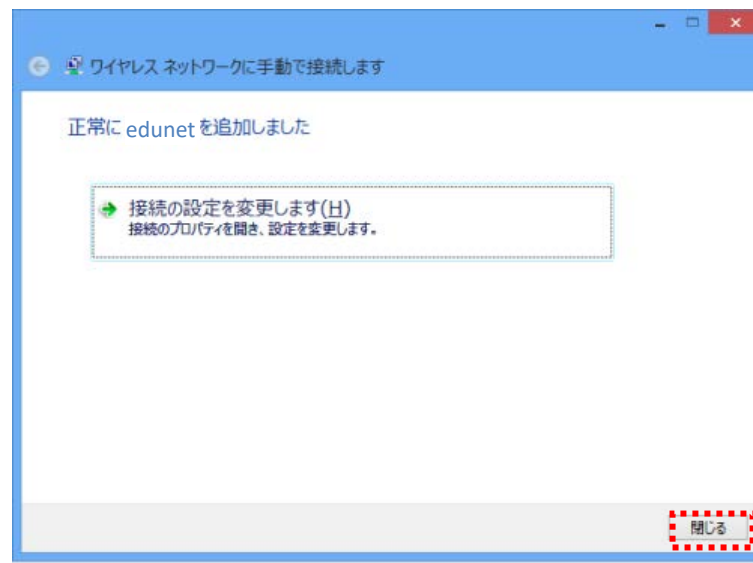 ワイヤレス ネットワークに手動で接続します
正常に edunet を追加しました
接続の設定を変更します(H)
接続のプロパティを開き、設定を変更します。
閉じる